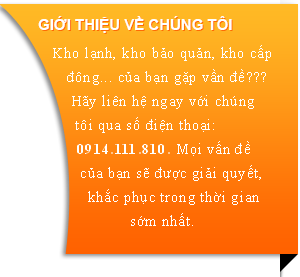 GIỚI THIỆU VỀ CHÚNG TÔI
Kho lạnh, kho bảo quản, kho cấp
đông... của bạn gặp vấn đề???
Hãy liên hệ ngay với chúng
tôi qua số điện thoại:
0914.111.810. Mọi vấn đề
của bạn sẽ được giải quyết,
khắc phục trong thời gian
sớm nhất.